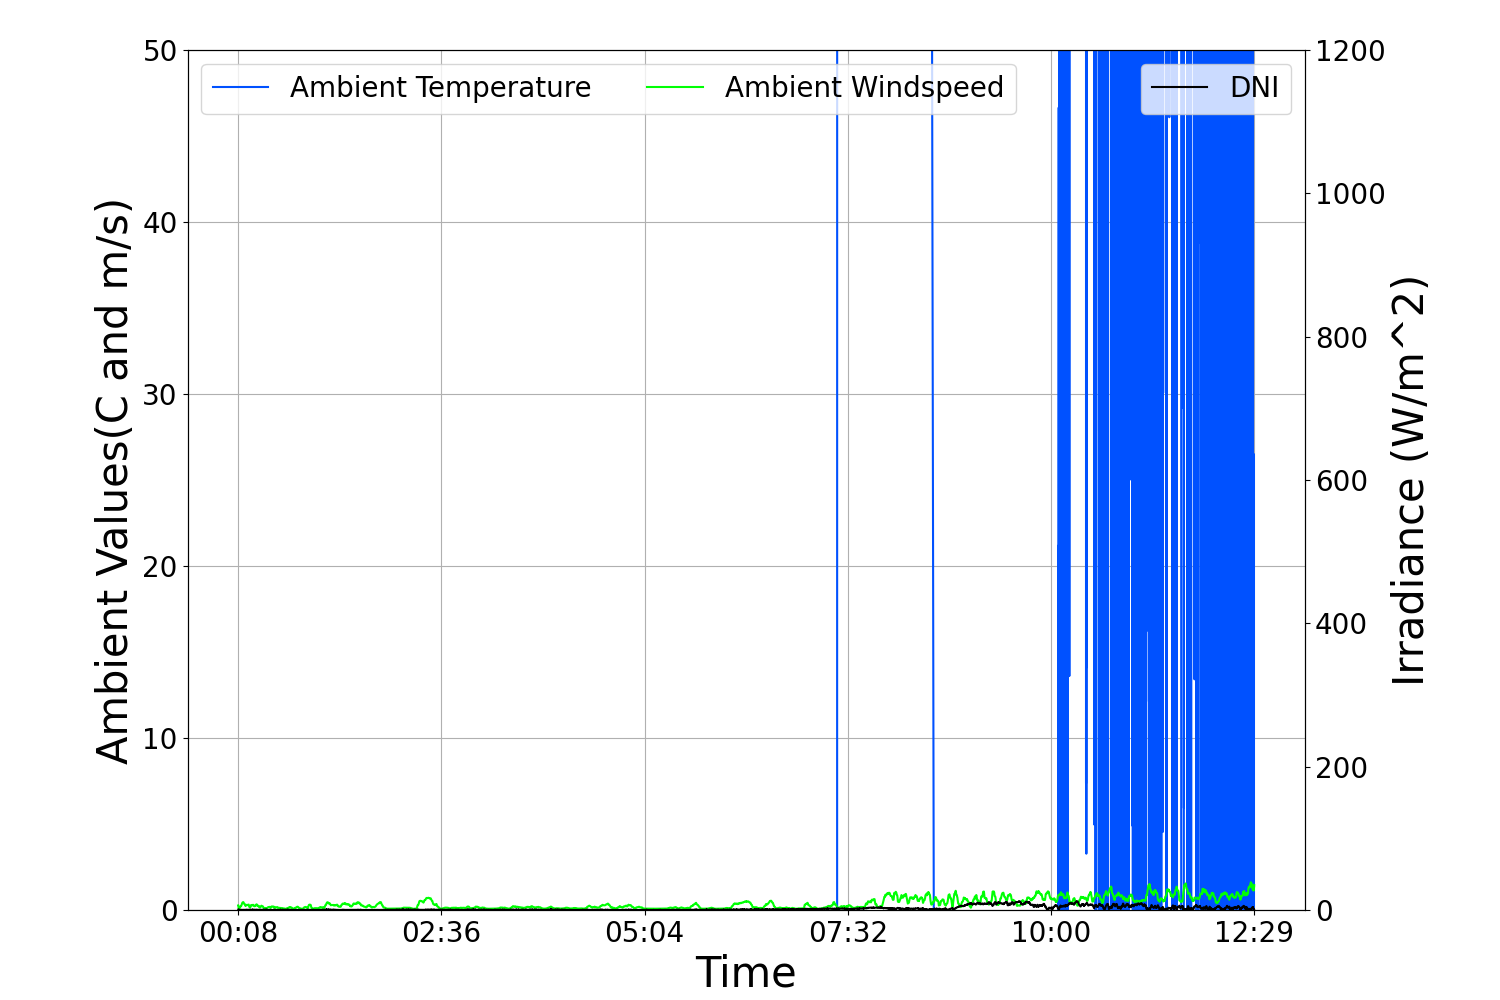 Ambient Temperature Ambient Windspeed DNI
Ambient Values(C and m/s)
50
40
30
20
10
0
1200
1000
800
600
400
200
0
Irradiance (W/m^2)
00:08 02:36 05:04 07:32 10:00 12:29
Time